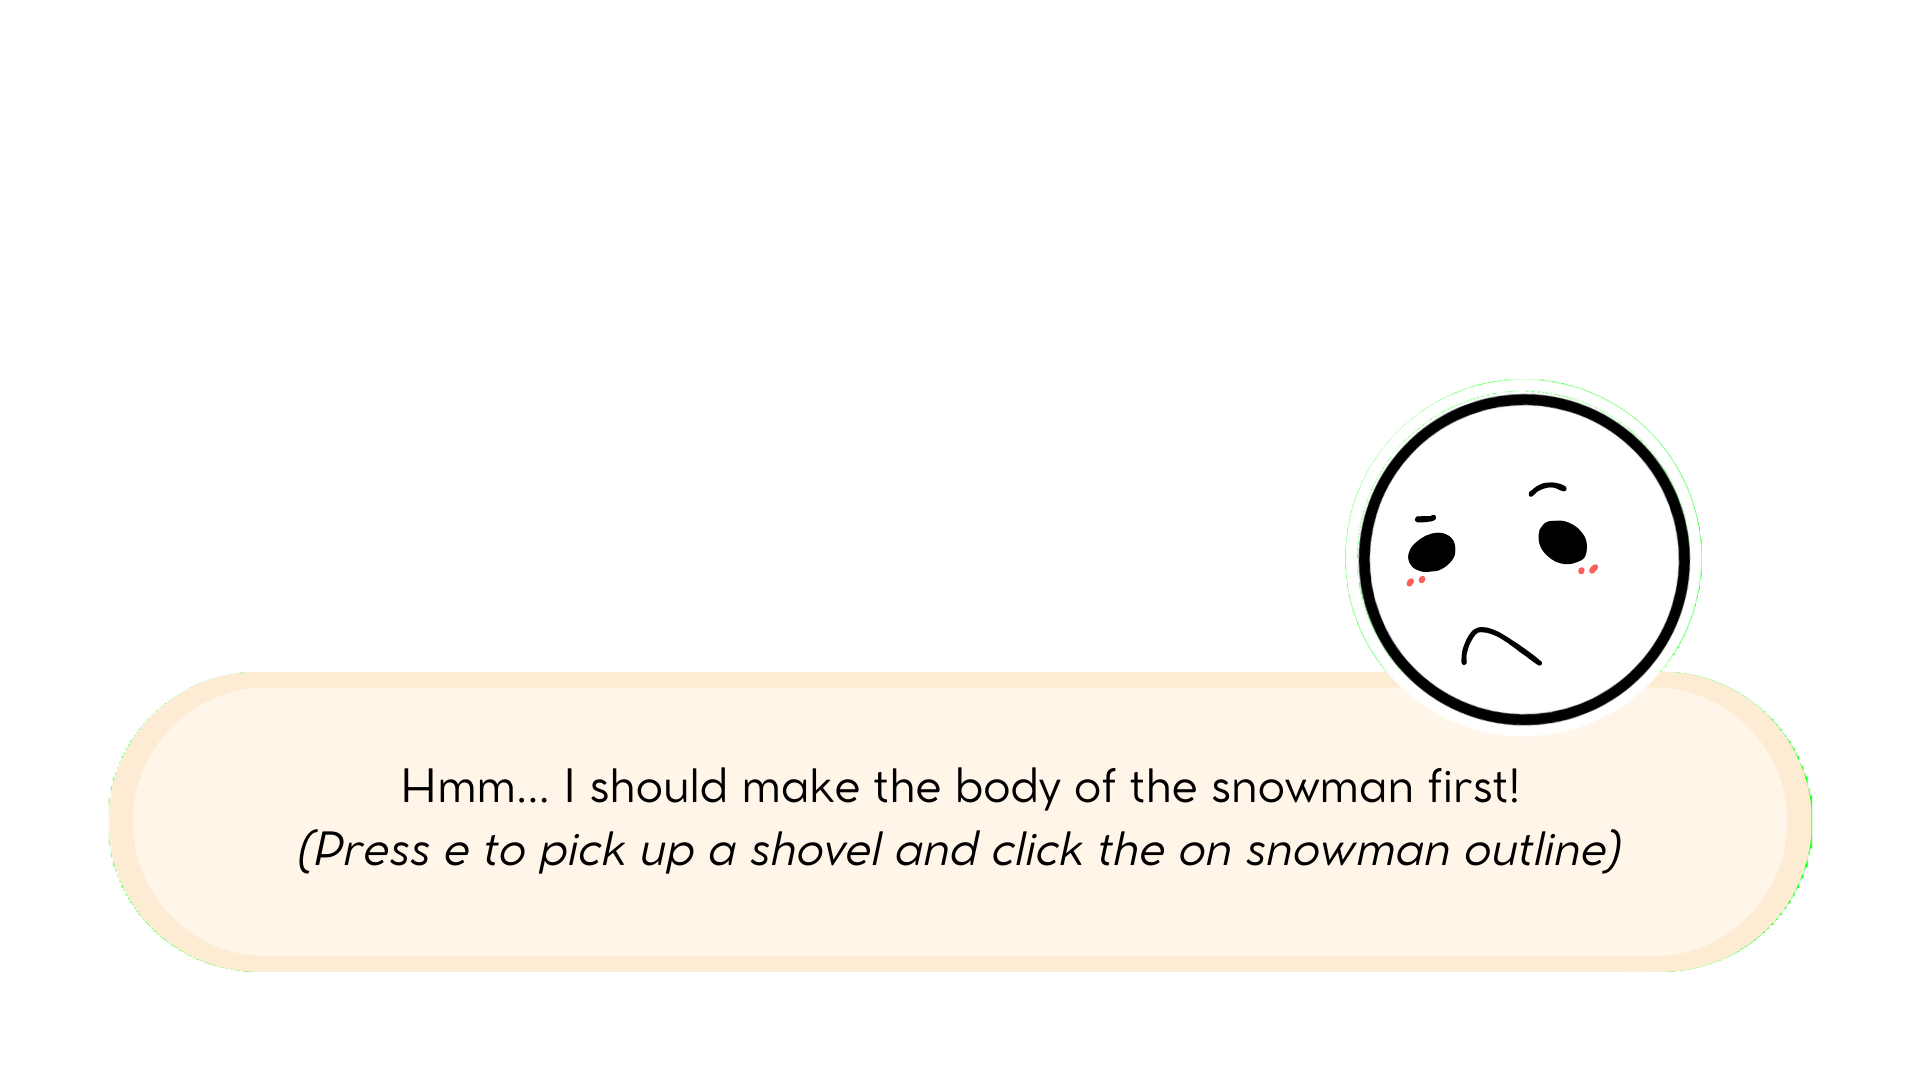 Hmm... I should make the body of the snowman first!
(Press e to pick up a shovel and click the on snowman outline)